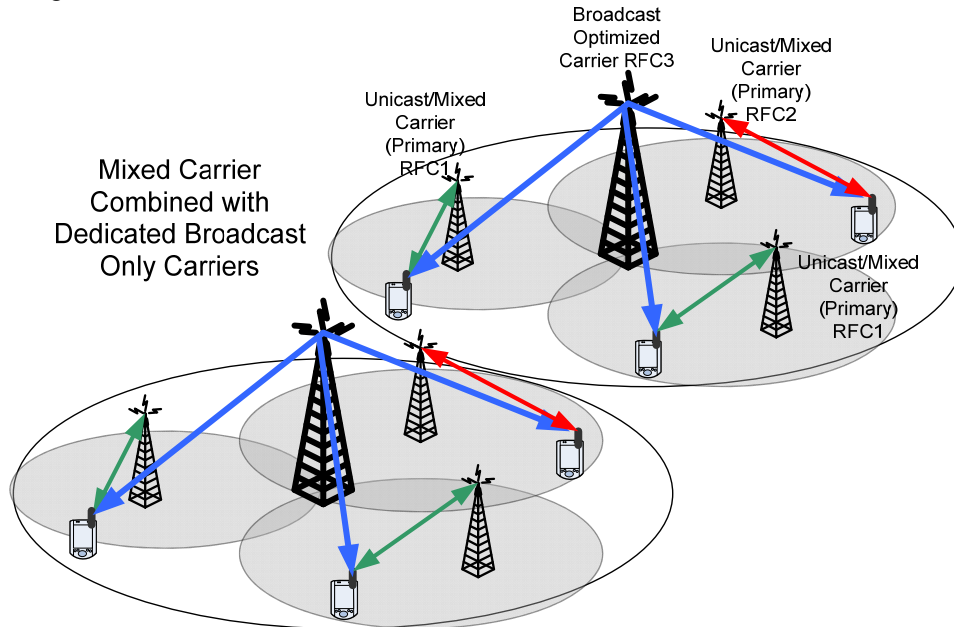 Broadcast
Optimized
Carrier RFC3
Unicast/Mixed
Carrier
(Primary)
RFC2
Unicast/Mixed
Carrier
(Primary)
RFC1
Mixed Carrier
Combined with
Dedicated Broadcast
Only Carriers
Unicast/Mixed
Carrier
(Primary)
RFC1